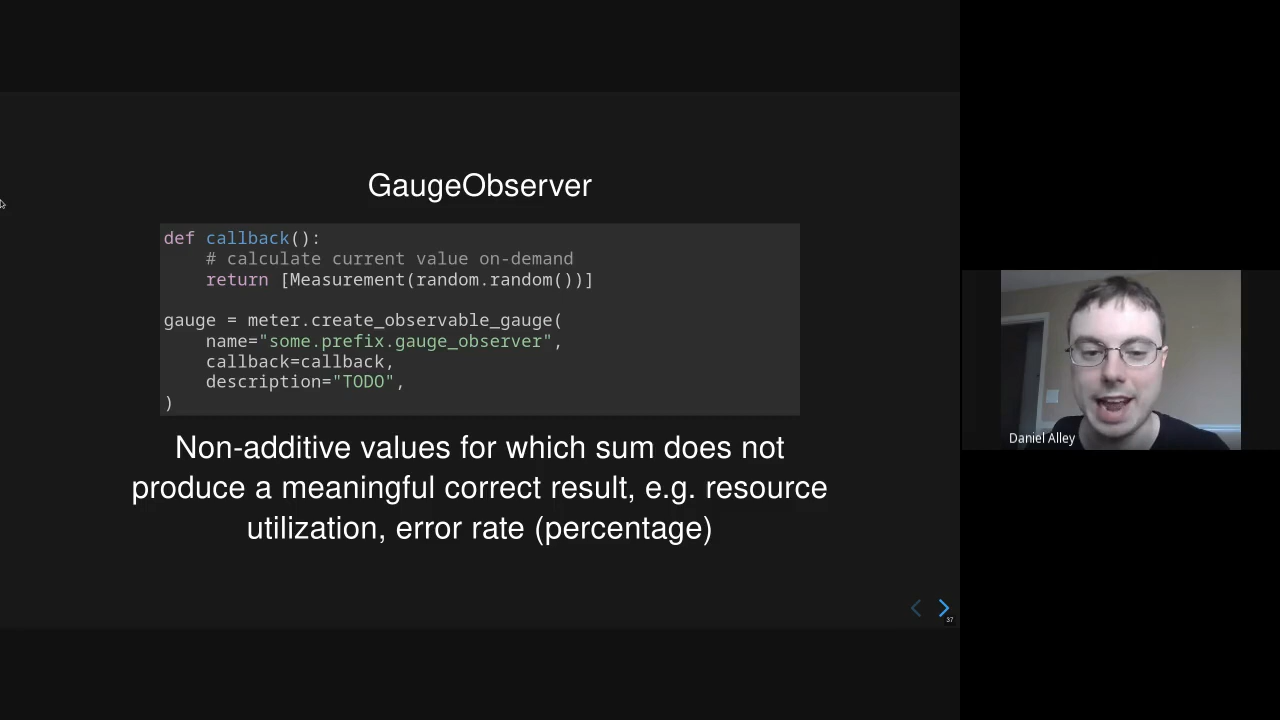 GaugeObserver
def callback():
    # calculate current value on-demand
    return [Measurement(random.random())]
gauge = meter.create_observable_gauge(
    name="some.prefix.gauge_observer",
    callback=callback,
    description="TODO",
)
Non-additive values for which sum does not
produce a meaningful correct result, e.g. resource
utilization, error rate (percentage)
37
Daniel Alley